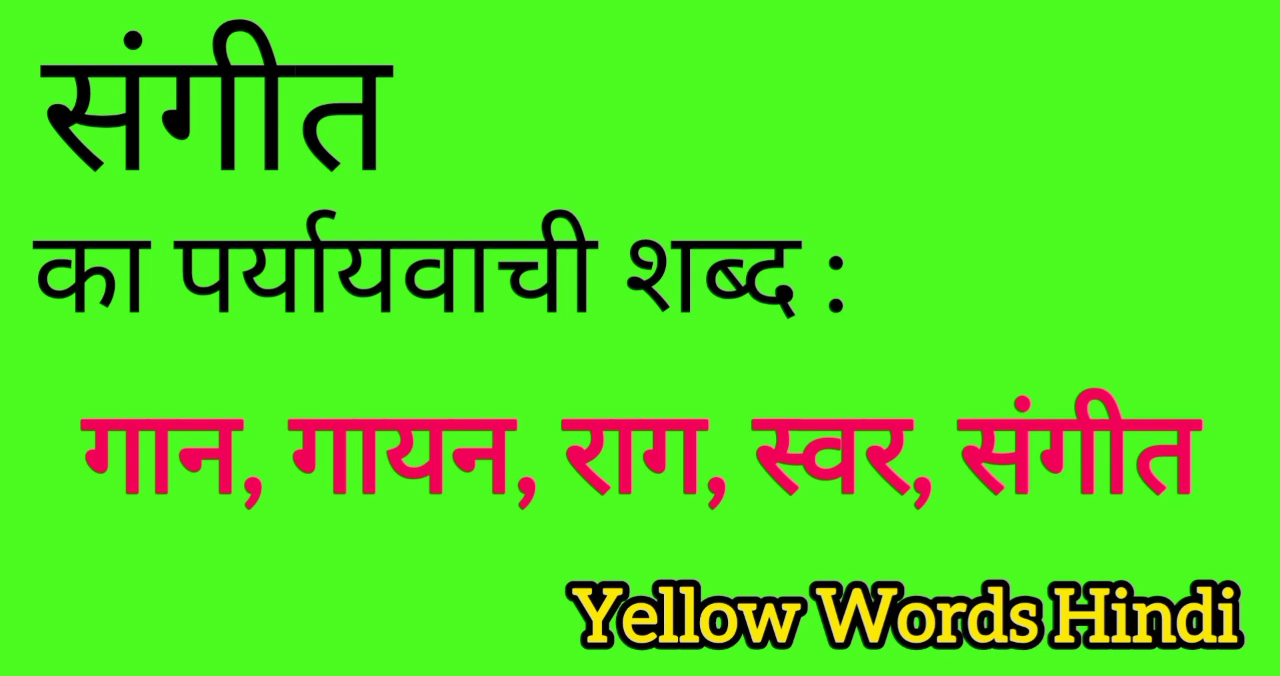 संगीत
का पर्यायवाची शब्द :
गान, गायन, राग, स्वर, संगीत
Yellow Words Hindi